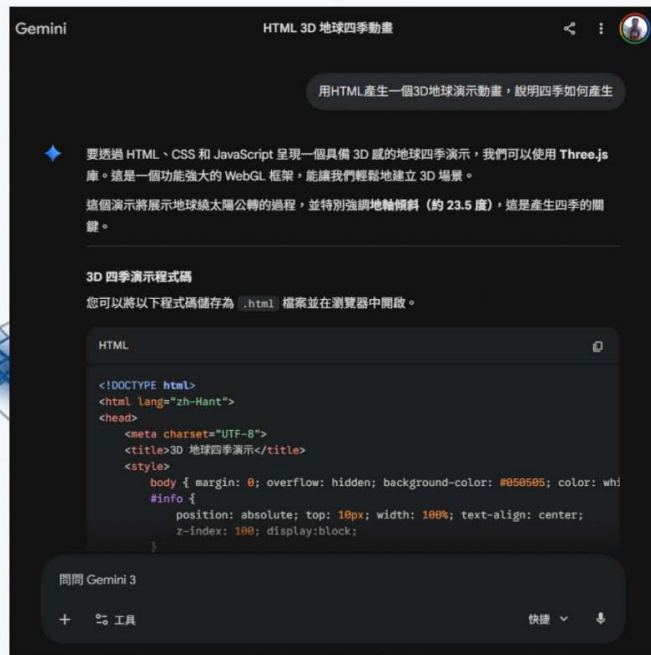 Gemini
HTML 3D 地球四季動畫
用HTML產生一個3D地球演示動畫，說明四季如何產生
要透過 HTML、CSS 和 JavaScript 呈現一個具備 3D 感的地球四季演示，我們可以使用 Three.js
庫。這是一個功能強大的 WebGL 框架，能讓我們輕鬆地建立 3D 場景。
這個演示將展示地球繞太陽公轉的過程，並特別強調地軸傾斜（約 23.5 度），這是產生四季的關
鍵。
3D 四季演示程式碼
您可以將以下程式碼儲存為 .html 檔案並在瀏覽器中開啟。
HTML
<!DOCTYPE html>
<html lang="zh-Hant">
<head>
<meta charset="UTF-8">
<title>3D 地球四季演示</title>
<style>
body { margin: 0; overflow: hidden; background-color: #050505; color: whi
#info {
position: absolute; top: 10px; width: 100%; text-align: center;
z-index: 100; display:block;
}
問問 Gemini 3
工具
快捷